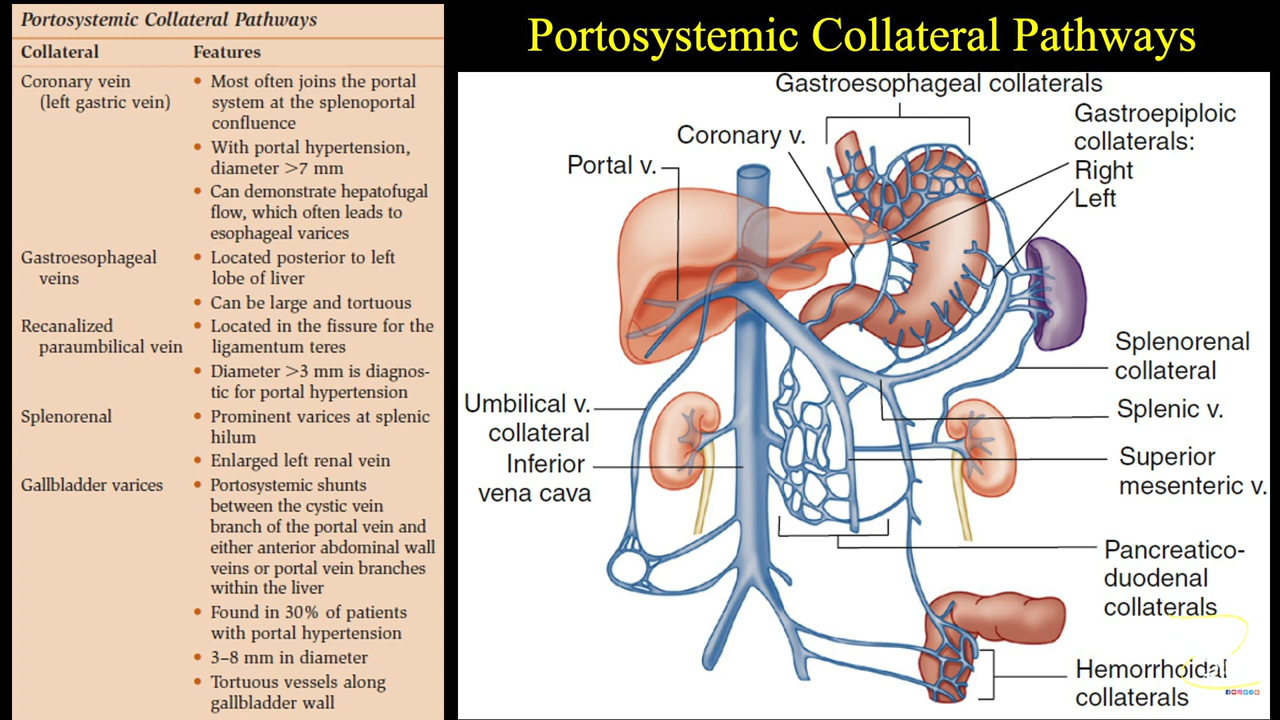 Portosystemic Collateral Pathways
Collateral Features
Coronary vein
(left gastric vein)
• Most often joins the portal
system at the splenoportal
confluence
• With portal hypertension,
diameter >7 mm
• Can demonstrate hepatofugal
flow, which often leads to
esophageal varices
Gastroesophageal
veins
• Located posterior to left
lobe of liver
• Can be large and tortuous
Recanalized
paraumbilical vein
• Located in the fissure for the
ligamentum teres
• Diameter >3 mm is diagnos-
tic for portal hypertension
Splenorenal
• Prominent varices at splenic
hilum
• Enlarged left renal vein
Gallbladder varices
• Portosystemic shunts
between the cystic vein
branch of the portal vein and
either anterior abdominal wall
veins or portal vein branches
within the liver
• Found in 30% of patients
with portal hypertension
• 3–8 mm in diameter
• Tortuous vessels along
gallbladder wall
Portosystemic Collateral Pathways
Gastroesophageal collaterals
Coronary v.
Portal v.
Gastroepiploic
collaterals:
Right
Left
Splenorenal
collateral
Splenic v.
Umbilical v.
collateral
Inferior
vena cava
Superior
mesenteric v.
Pancreatico-
duodenal
collaterals
Hemorrhoidal
collaterals